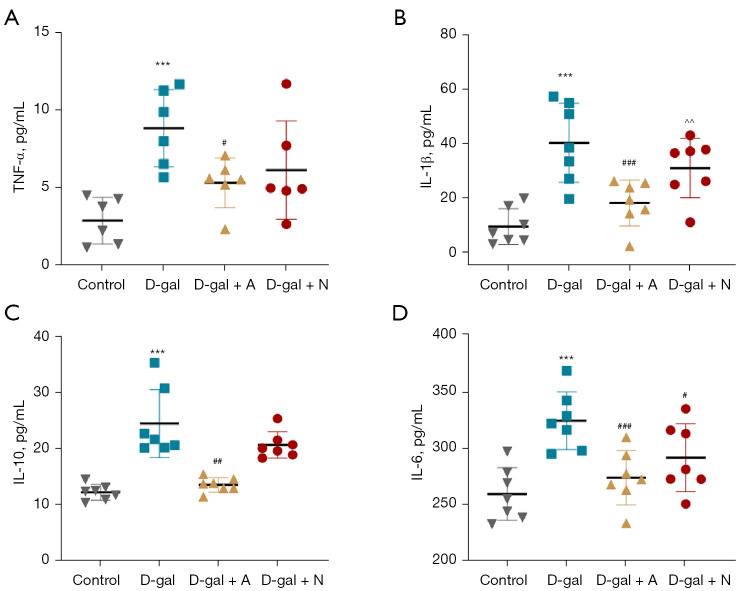 A
TNF-α, pg/mL
15
10
5
0
***
#
Control
D-gal
D-gal + A
D-gal + N
B
IL-1β, pg/mL
80
60
40
20
0
***
###
^^
Control
D-gal
D-gal + A
D-gal + N
C
IL-10, pg/mL
40
30
20
10
0
***
##
Control
D-gal
D-gal + A
D-gal + N
D
IL-6, pg/mL
400
350
300
250
200
***
###
#
Control
D-gal
D-gal + A
D-gal + N